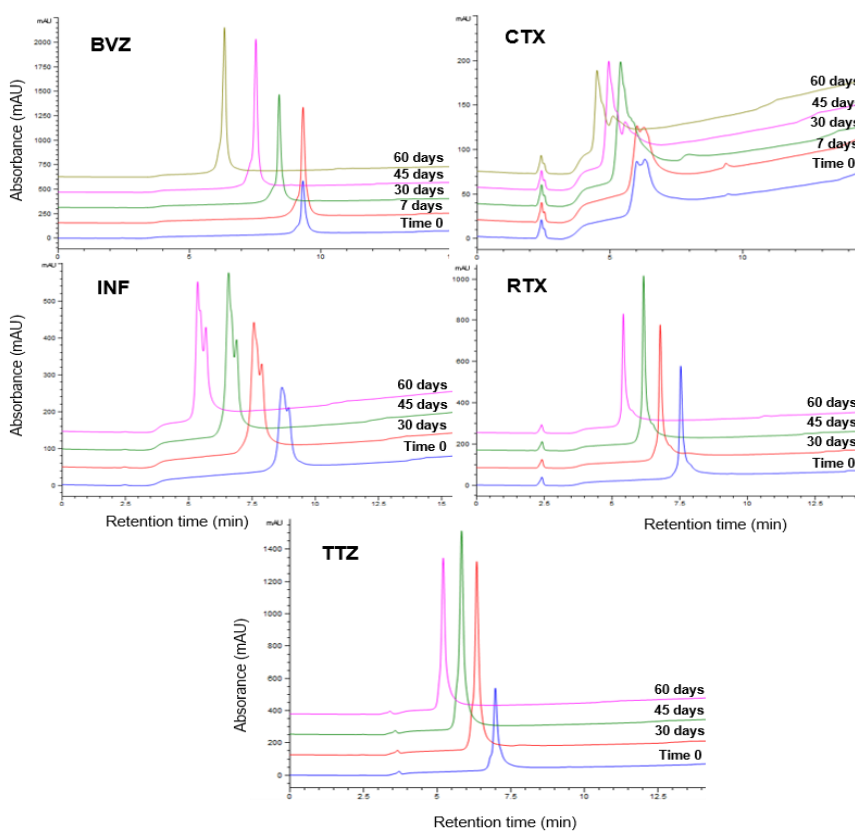 mAU
BVZ
2000
1750
1500
1250
1000
750
500
250
0
Absorbance (mAU)
60 days
45 days
30 days
7 days
Time 0
0
5
10
mAU
CTX
200
150
100
50
0
60 days
45 days
30 days
7 days
Time 0
0
5
10
mAU
INF
500
400
300
200
100
0
Absorbance (mAU)
60 days
45 days
30 days
Time 0
0
2.5
5
7.5
10
12.5
15
Retention time (min)
mAU
RTX
1000
800
600
400
200
0
60 days
45 days
30 days
Time 0
0
2.5
5
7.5
10
12.5
Retention time (min)
mAU
TTZ
1400
1200
1000
800
600
400
200
0
Absorance (mAU)
60 days
45 days
30 days
Time 0
0
2.5
5
7.5
10
12.5
Retention time (min)